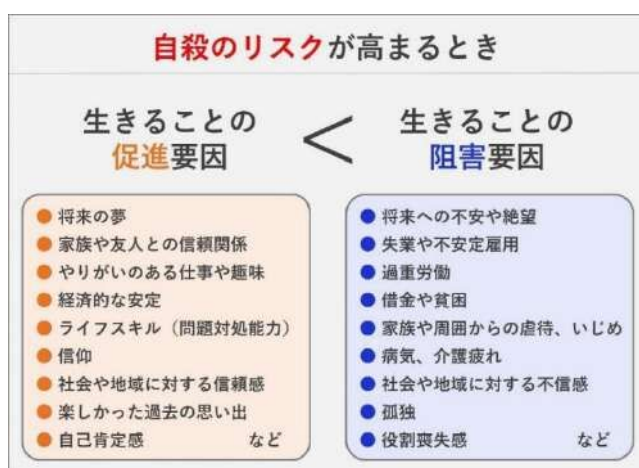 自殺のリスクが高まるとき
生きることの
促進要因
<
生きることの
阻害要因
● 将来の夢
● 家族や友人との信頼関係
● やりがいのある仕事や趣味
● 経済的な安定
● ライフスキル（問題対処能力）
● 信仰
● 社会や地域に対する信頼感
● 楽しかった過去の思い出
● 自己肯定感 など
● 将来への不安や絶望
● 失業や不安定雇用
● 過重労働
● 借金や貧困
● 家族や周囲からの虐待、いじめ
● 病気、介護疲れ
● 社会や地域に対する不信感
● 孤独
● 役割喪失感 など